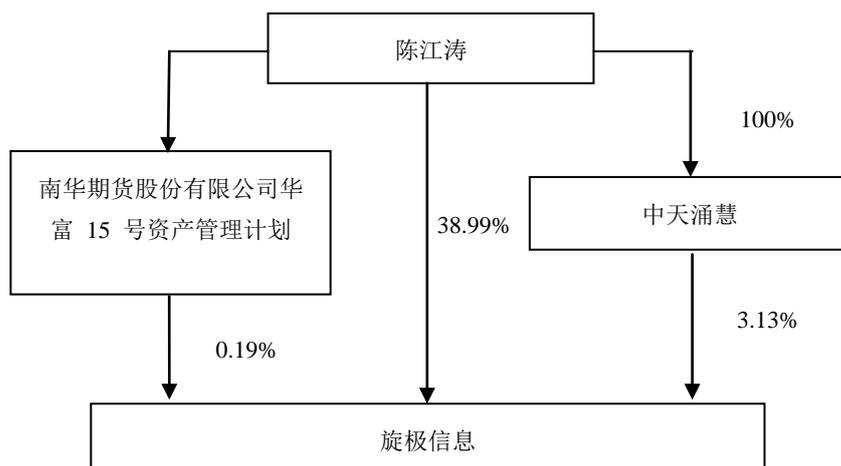 陈江涛
100%
南华期货股份有限公司华
富 15 号资产管理计划
38.99%
中天涌慧
0.19%
3.13%
旋极信息